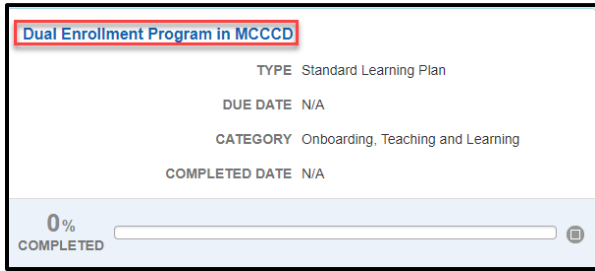 Dual Enrollment Program in MCCCD
TYPE Standard Learning Plan
DUE DATE N/A
CATEGORY Onboarding, Teaching and Learning
COMPLETED DATE N/A
0%
COMPLETED